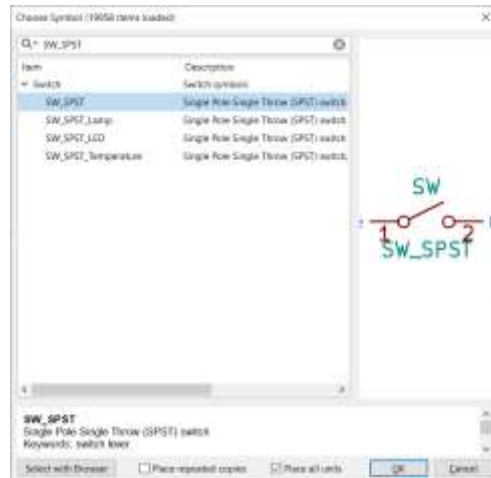 Choose Symbol (19958 items loaded)
SW_SPST
Item Description
Switch Switch symbols
SW_SPST Single Pole Single Throw (SPST) switch
SW_SPST_Lamp Single Pole Single Throw (SPST) switch,
SW_SPST_LED Single Pole Single Throw (SPST) switch
SW_SPST_Temperature Single Pole Single Throw (SPST) switch,
SW
1 2
SW_SPST
SW_SPST
Single Pole Single Throw (SPST) switch
Keywords: switch lever
Select with Browser Place repeated copies Place all units OK Cancel